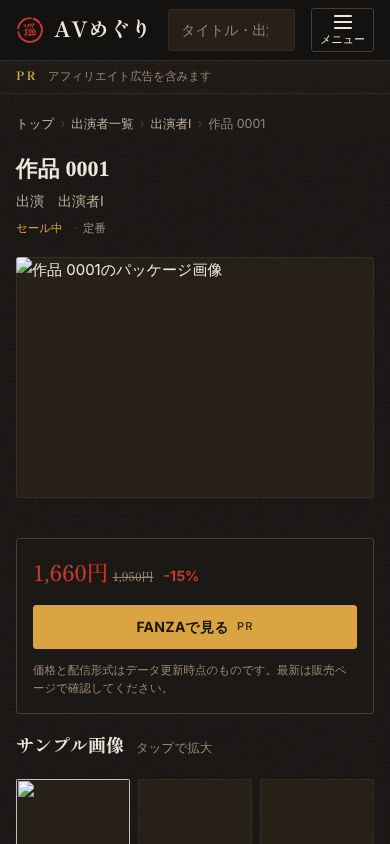 巡 AVめぐり
タイトル・出演
メニュー
PR アフィリエイト広告を含みます
トップ › 出演者一覧 › 出演者I › 作品 0001
作品 0001
出演 出演者I
セール中 · 定番
作品 0001のパッケージ画像
1,660円 1,950円 -15%
FANZAで見る PR
価格と配信形式はデータ更新時点のものです。最新は販売ペ
ージで確認してください。
サンプル画像 タップで拡大